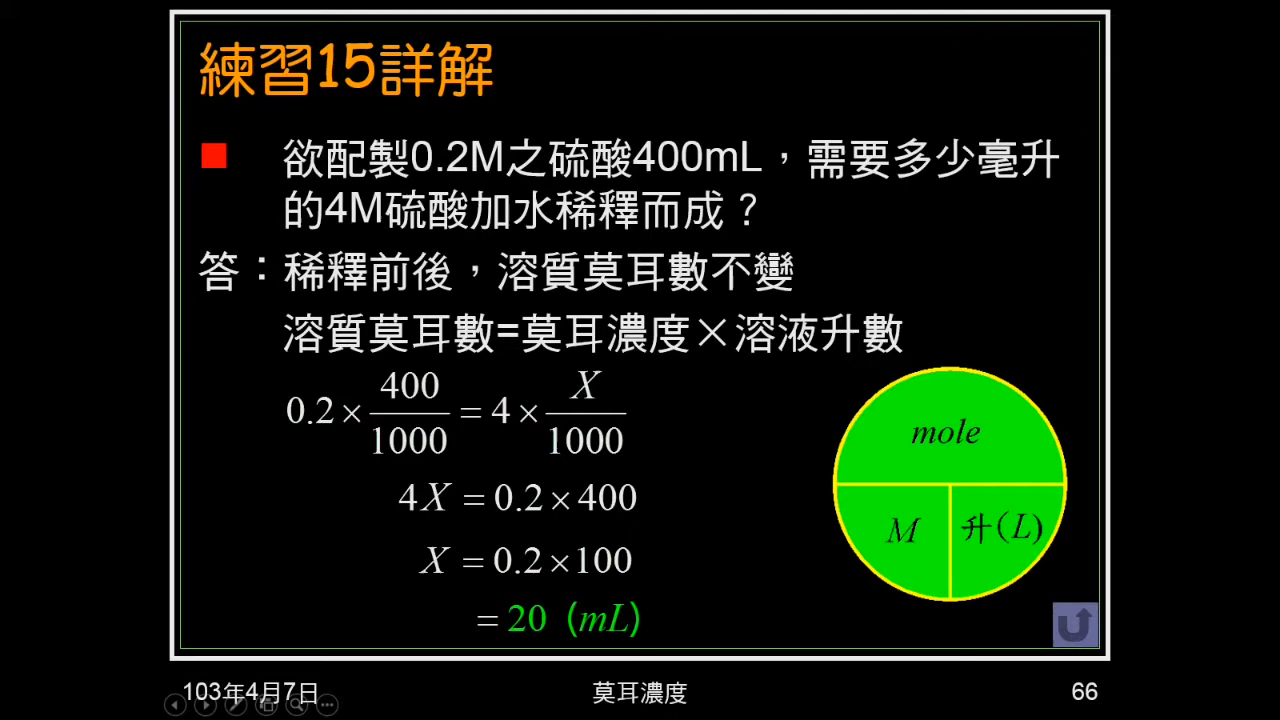 練習15詳解
欲配製0.2M之硫酸400mL，需要多少毫升
的4M硫酸加水稀釋而成？
答：稀釋前後，溶質莫耳數不變
溶質莫耳數=莫耳濃度×溶液升數
0.2 × 400/1000 = 4 × X/1000
4X = 0.2 × 400
X = 0.2 × 100
= 20 (mL)
mole
M
升(L)
103年4月7日
莫耳濃度
66